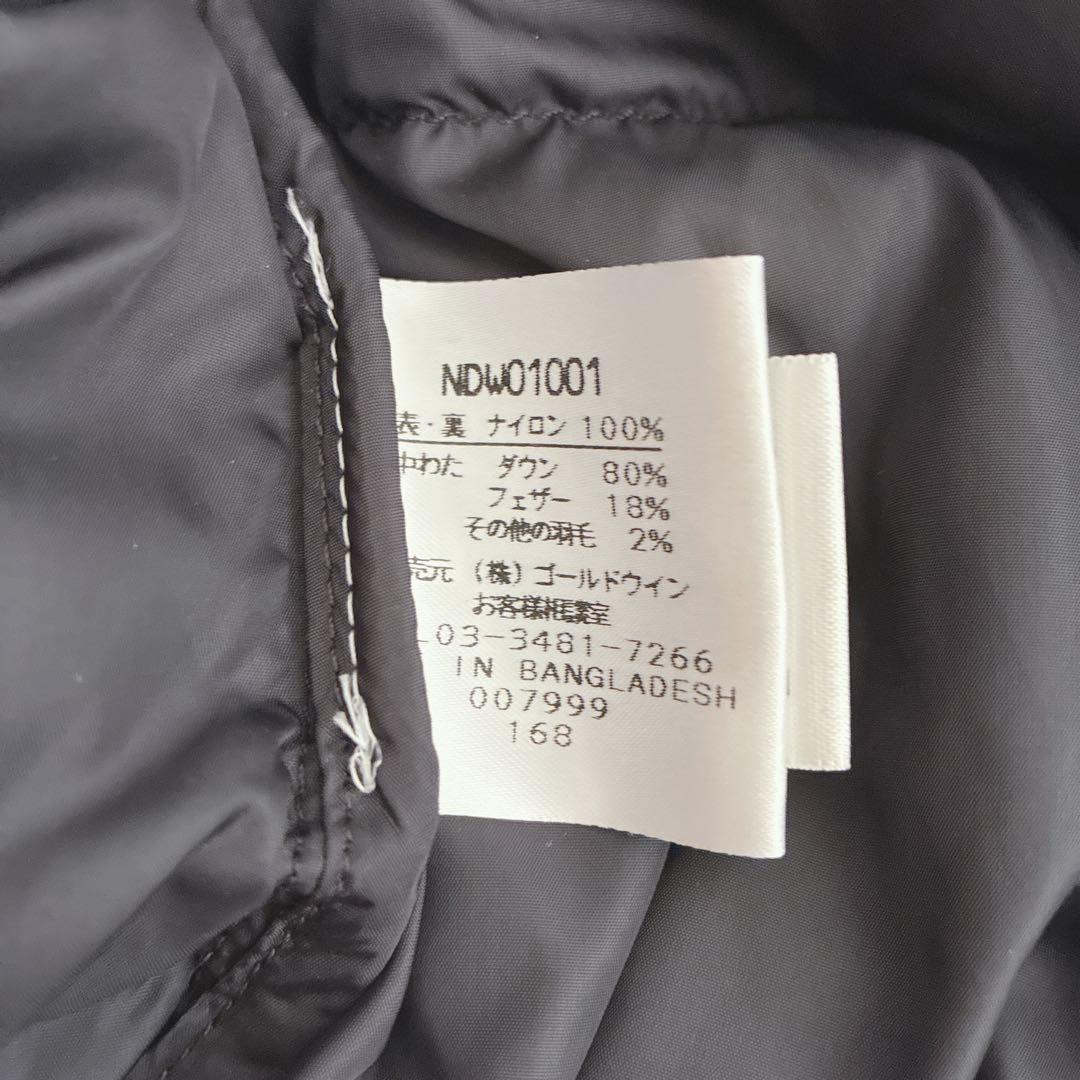 NDW01001
表・裏 ナイロン 100%
中わた ダウン 80%
フェザー 18%
その他の羽毛 2%
売元 (株)ゴールドウイン
お客様相談室
L 03-3481-7266
IN BANGLADESH
007999
168